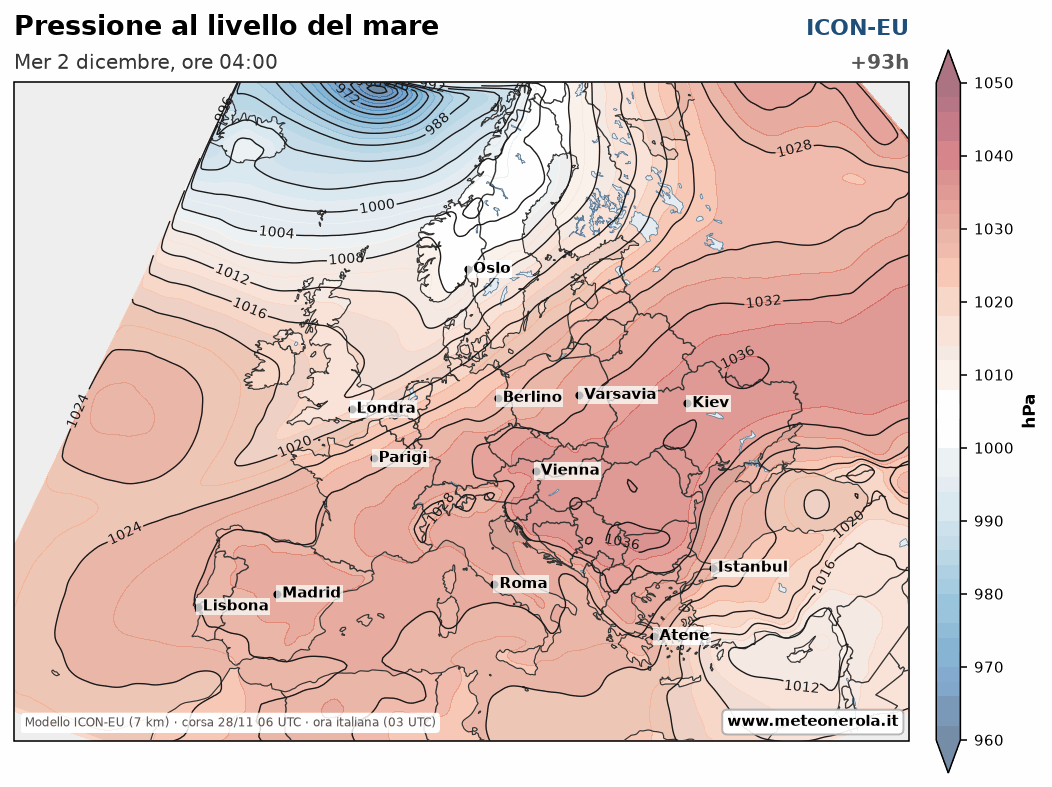 Pressione al livello del mare
ICON-EU
Mer 2 dicembre, ore 04:00
+93h
1050
1040
1030
1020
1010
1000
990
980
970
960
hPa
996
972
988
1028
1000
1004
1008
1012
1016
Oslo
1032
1036
1024
Londra
Berlino
Varsavia
Kiev
1020
Parigi
Vienna
1028
1024
1020
1036
1016
Istanbul
Roma
Madrid
Lisbona
Atene
1012
Modello ICON-EU (7 km) · corsa 28/11 06 UTC · ora italiana (03 UTC)
www.meteonerola.it